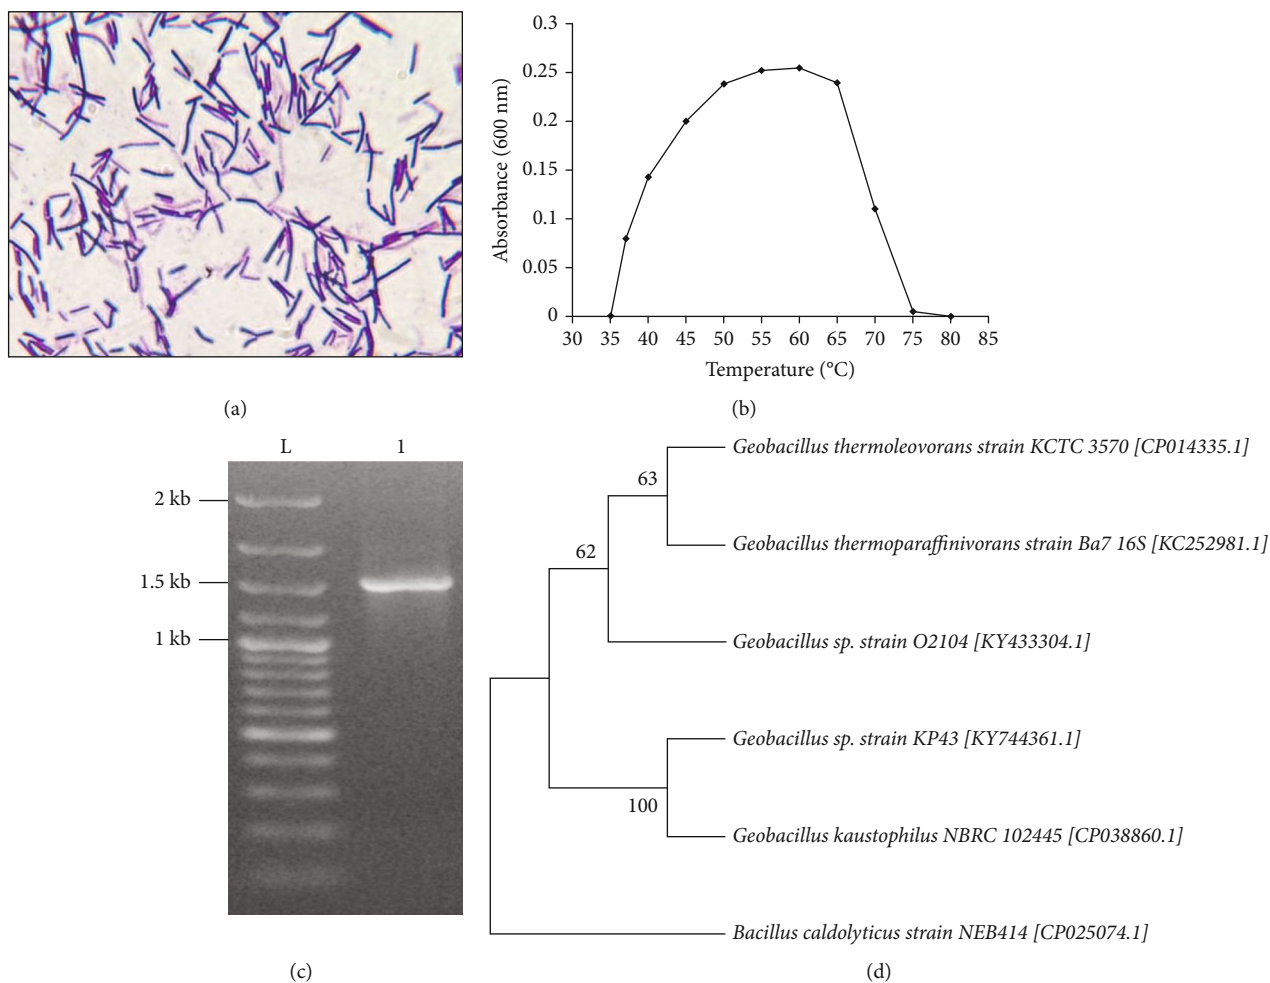 0.3
0.25
0.2
0.15
0.1
0.05
0
Absorbance (600 nm)
30 35 40 45 50 55 60 65 70 75 80 85
Temperature (°C)
(a)
(b)
L 1
2 kb
1.5 kb
1 kb
(c)
Geobacillus thermoleovorans strain KCTC 3570 [CP014335.1]
63
Geobacillus thermoparaffinivorans strain Ba7 16S [KC252981.1]
62
Geobacillus sp. strain O2104 [KY433304.1]
Geobacillus sp. strain KP43 [KY744361.1]
100
Geobacillus kaustophilus NBRC 102445 [CP038860.1]
Bacillus caldolyticus strain NEB414 [CP025074.1]
(d)